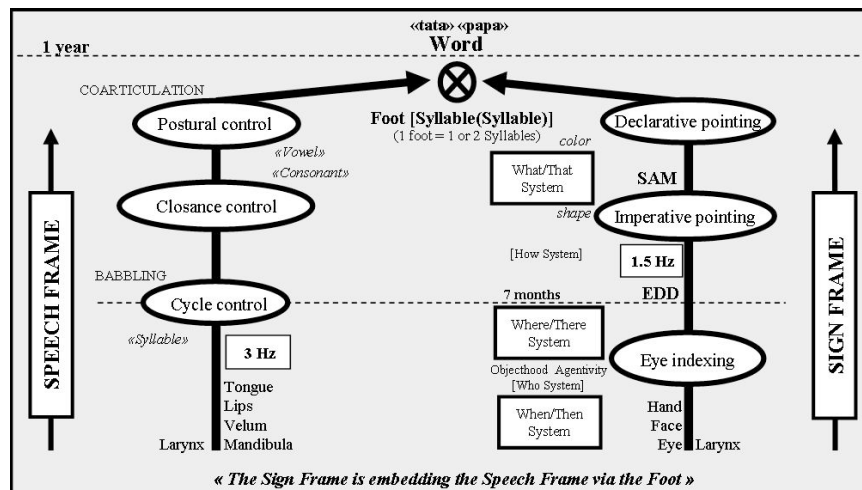 «tata» «papa»
1 year
Word
COARTICULATION
Postural control
Foot [Syllable(Syllable)]
(1 foot = 1 or 2 Syllables)
Declarative pointing
«Vowel»
«Consonant»
color
What/That
System
shape
SAM
Closance control
Imperative pointing
[How System]
1.5 Hz
BABBLING
Cycle control
7 months
EDD
«Syllable»
3 Hz
Where/There
System
Eye indexing
Objecthood Agentivity
[Who System]
When/Then
System
Tongue
Lips
Velum
Larynx Mandibula
Hand
Face
Eye Larynx
SPEECH FRAME
SIGN FRAME
« The Sign Frame is embedding the Speech Frame via the Foot »